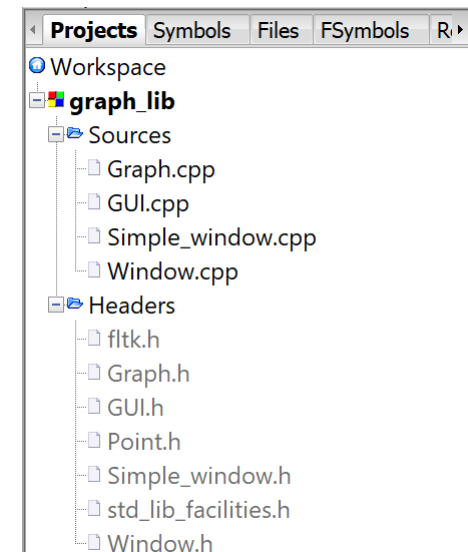 Projects Symbols Files FSymbols
Workspace
graph_lib
Sources
Graph.cpp
GUI.cpp
Simple_window.cpp
Window.cpp
Headers
fltk.h
Graph.h
GUI.h
Point.h
Simple_window.h
std_lib_facilities.h
Window.h